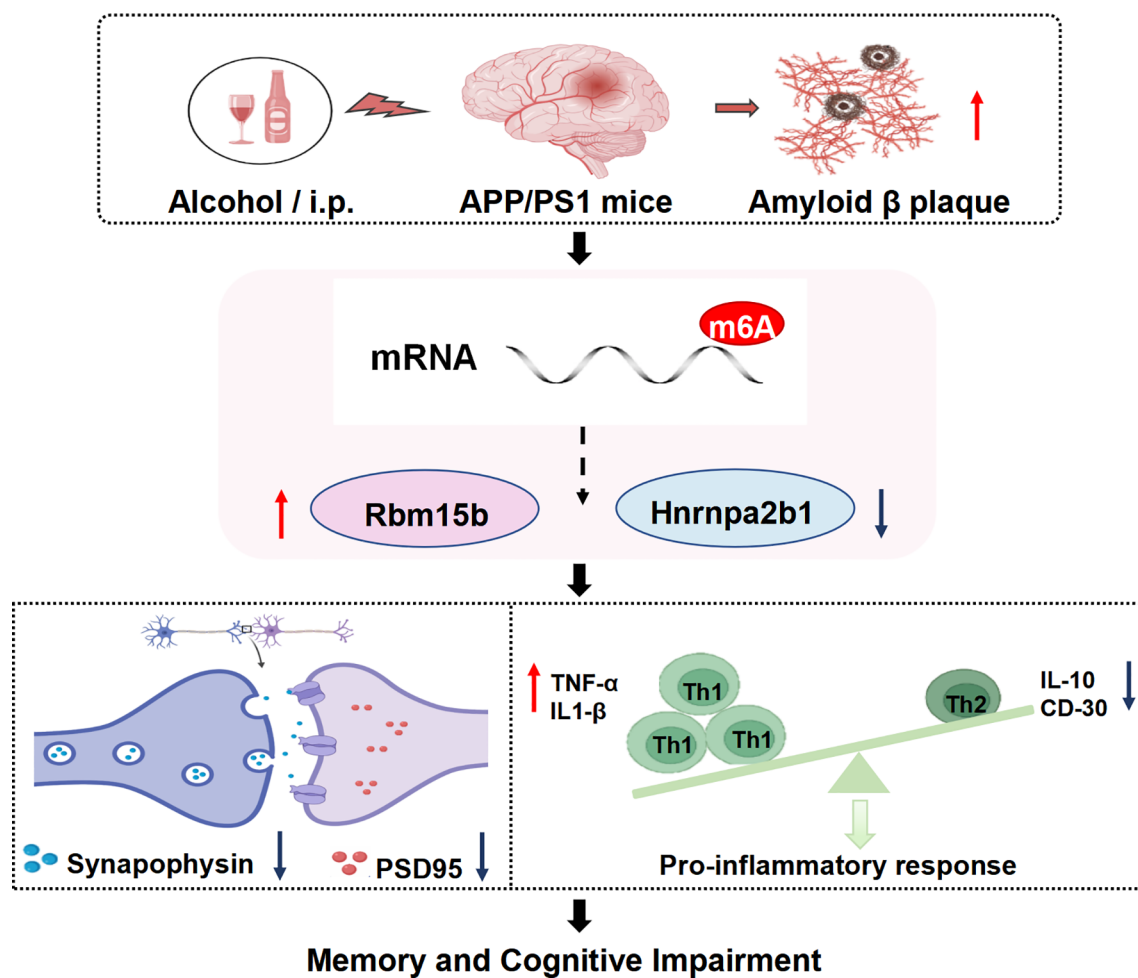 Alcohol / i.p.
APP/PS1 mice
Amyloid β plaque
m6A
mRNA
Rbm15b
Hnrnpa2b1
TNF-α
IL1-β
Th1
Th1
Th1
Th2
IL-10
CD-30
Synapophysin
PSD95
Pro-inflammatory response
Memory and Cognitive Impairment